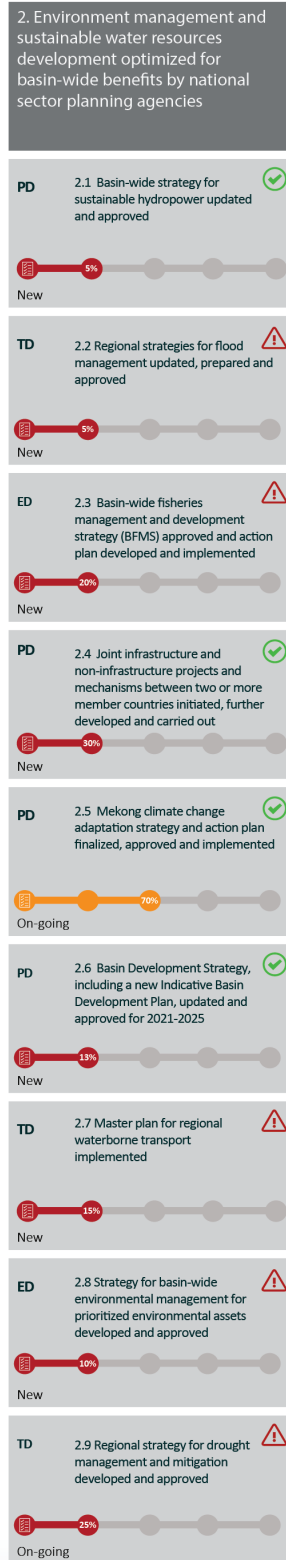 2. Environment management and
sustainable water resources
development optimized for
basin-wide benefits by national
sector planning agencies
PD
2.1 Basin-wide strategy for
sustainable hydropower updated
and approved
5%
New
TD
2.2 Regional strategies for flood
management updated, prepared and
approved
5%
New
ED
2.3 Basin-wide fisheries
management and development
strategy (BFMS) approved and action
plan developed and implemented
20%
New
PD
2.4 Joint infrastructure and
non-infrastructure projects and
mechanisms between two or more
member countries initiated, further
developed and carried out
30%
New
PD
2.5 Mekong climate change
adaptation strategy and action plan
finalized, approved and implemented
70%
On-going
PD
2.6 Basin Development Strategy,
including a new Indicative Basin
Development Plan, updated and
approved for 2021-2025
13%
New
TD
2.7 Master plan for regional
waterborne transport
implemented
15%
New
ED
2.8 Strategy for basin-wide
environmental management for
prioritized environmental assets
developed and approved
10%
New
TD
2.9 Regional strategy for drought
management and mitigation
developed and approved
25%
On-going